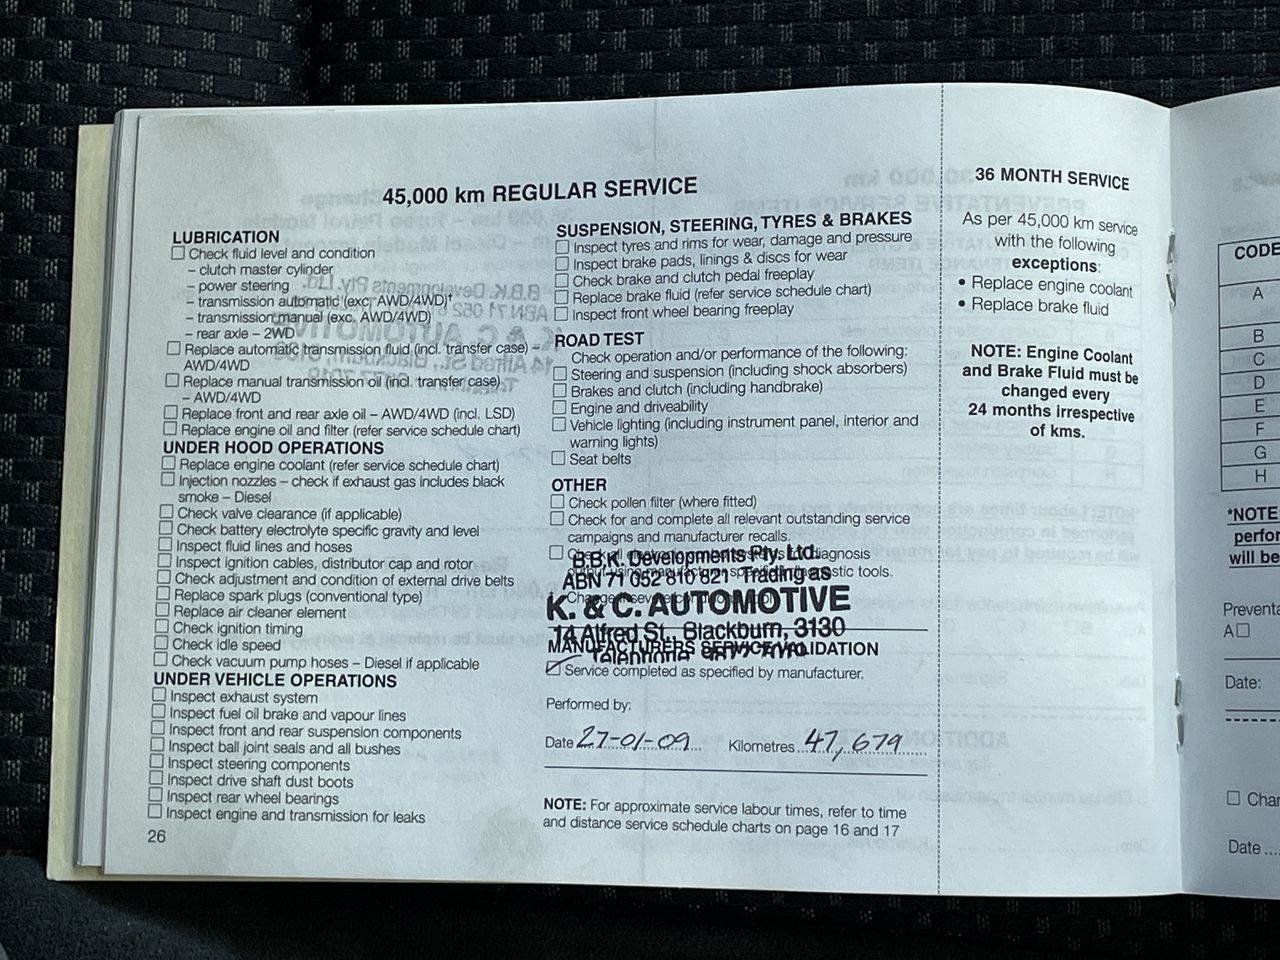 45,000 km REGULAR SERVICE
LUBRICATION
☐ Check fluid level and condition
– clutch master cylinder
– power steering
– transmission automatic (exc. AWD/4WD)†
– transmission manual (exc. AWD/4WD)
– rear axle – 2WD
☐ Replace automatic transmission fluid (incl. transfer case) –
AWD/4WD
☐ Replace manual transmission oil (incl. transfer case)
– AWD/4WD
☐ Replace front and rear axle oil – AWD/4WD (incl. LSD)
☐ Replace engine oil and filter (refer service schedule chart)
UNDER HOOD OPERATIONS
☐ Replace engine coolant (refer service schedule chart)
☐ Injection nozzles – check if exhaust gas includes black
smoke – Diesel
☐ Check valve clearance (if applicable)
☐ Check battery electrolyte specific gravity and level
☐ Inspect fluid lines and hoses
☐ Inspect ignition cables, distributor cap and rotor
☐ Check adjustment and condition of external drive belts
☐ Replace spark plugs (conventional type)
☐ Replace air cleaner element
☐ Check ignition timing
☐ Check idle speed
☐ Check vacuum pump hoses – Diesel if applicable
UNDER VEHICLE OPERATIONS
☐ Inspect exhaust system
☐ Inspect fuel oil brake and vapour lines
☐ Inspect front and rear suspension components
☐ Inspect ball joint seals and all bushes
☐ Inspect steering components
☐ Inspect drive shaft dust boots
☐ Inspect rear wheel bearings
☐ Inspect engine and transmission for leaks
26
SUSPENSION, STEERING, TYRES & BRAKES
☐ Inspect tyres and rims for wear, damage and pressure
☐ Inspect brake pads, linings & discs for wear
☐ Check brake and clutch pedal freeplay
☐ Replace brake fluid (refer service schedule chart)
☐ Inspect front wheel bearing freeplay
ROAD TEST
Check operation and/or performance of the following:
☐ Steering and suspension (including shock absorbers)
☐ Brakes and clutch (including handbrake)
☐ Engine and driveability
☐ Vehicle lighting (including instrument panel, interior and
warning lights)
☐ Seat belts
OTHER
☐ Check pollen filter (where fitted)
☐ Check for and complete all relevant outstanding service
campaigns and manufacturer recalls.
☐ diagnosis
tools.
B.B.K. Developments Pty. Ltd.
ABN 71 052 810 821 Trading as
K. & C. AUTOMOTIVE
14 Alfred St., Blackburn, 3130
Telephone
MANUFACTURERS SERVICE VALIDATION
☑ Service completed as specified by manufacturer.
Performed by:
Date 27-01-09 Kilometres 47,679
NOTE: For approximate service labour times, refer to time
and distance service schedule charts on page 16 and 17
36 MONTH SERVICE
As per 45,000 km service
with the following
exceptions:
• Replace engine coolant
• Replace brake fluid
NOTE: Engine Coolant
and Brake Fluid must be
changed every
24 months irrespective
of kms.
CODE
A
B
C
D
E
F
G
H
*NOTE
perfor
will be
Preventa
A☐
Date:
☐ Char
Date ....